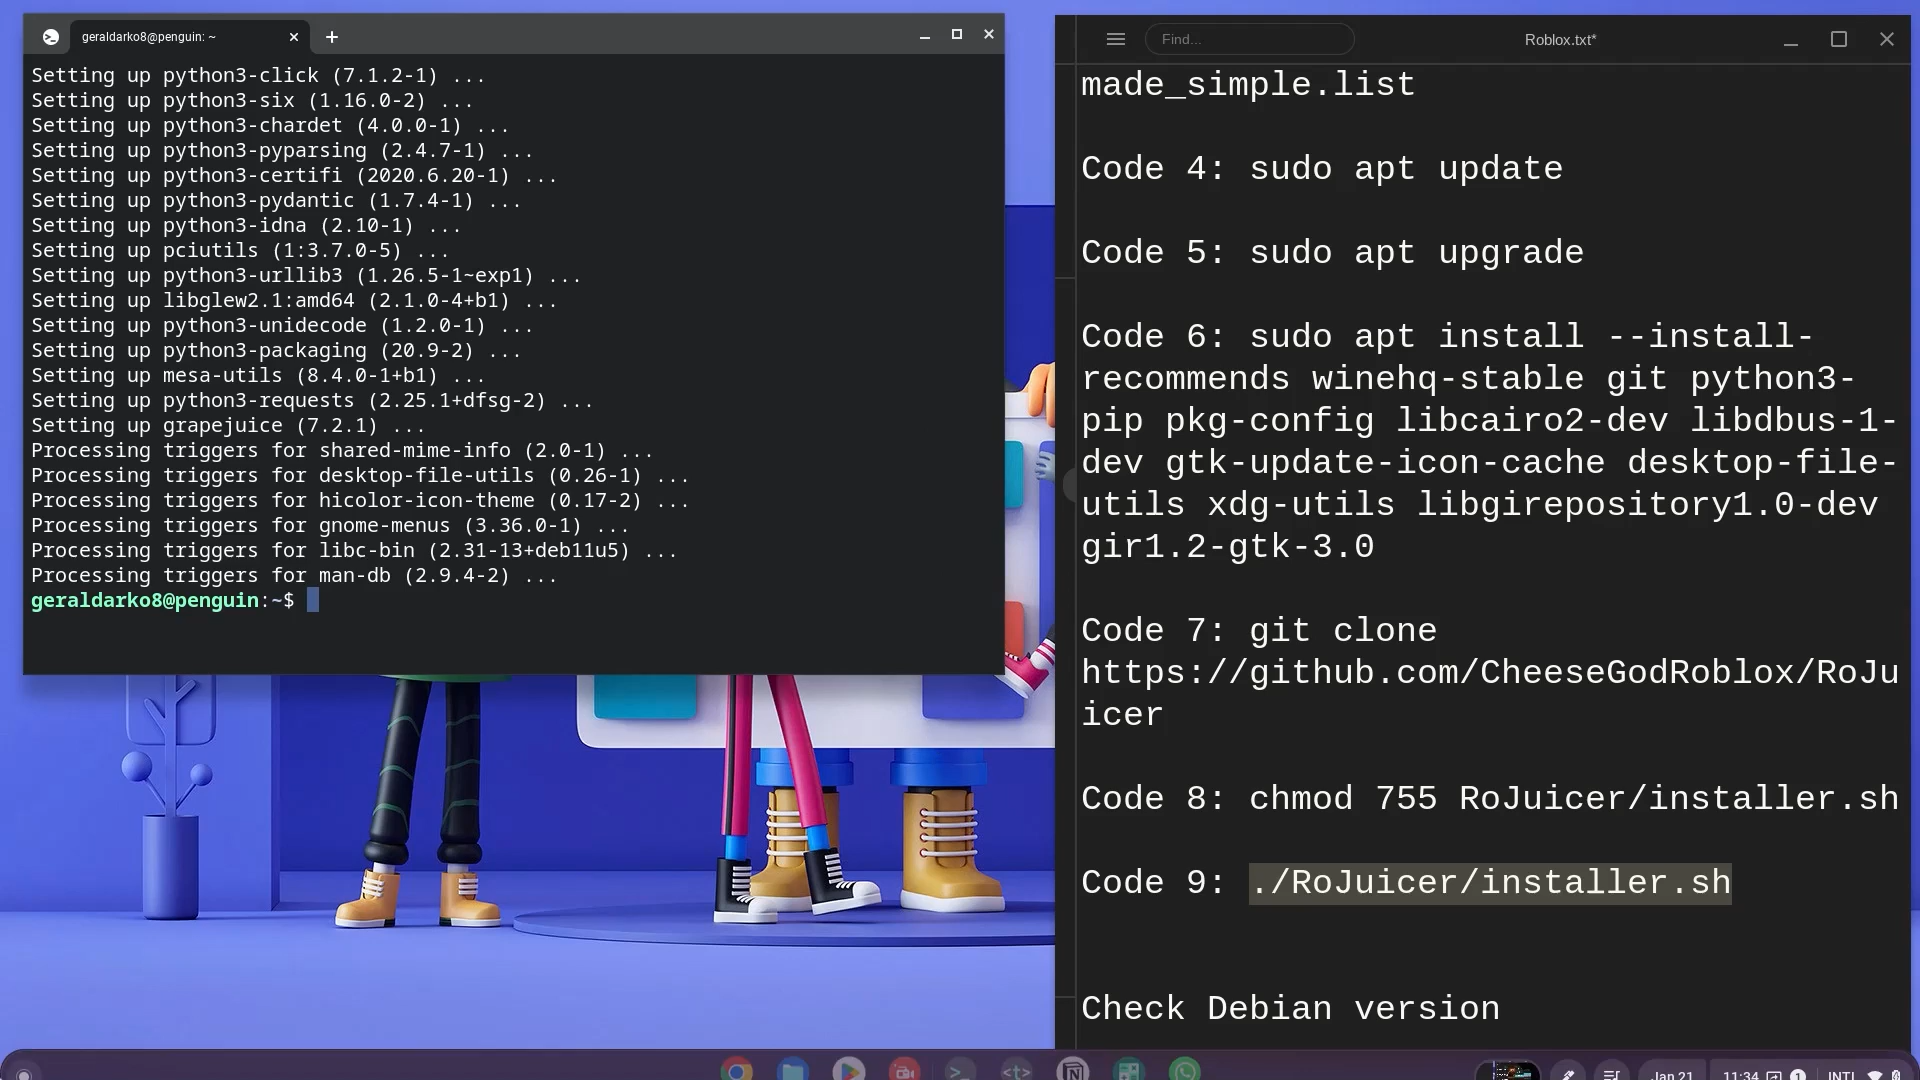 geraldarko8@penguin: ~
Setting up python3-click (7.1.2-1) ...
Setting up python3-six (1.16.0-2) ...
Setting up python3-chardet (4.0.0-1) ...
Setting up python3-pyparsing (2.4.7-1) ...
Setting up python3-certifi (2020.6.20-1) ...
Setting up python3-pydantic (1.7.4-1) ...
Setting up python3-idna (2.10-1) ...
Setting up pciutils (1:3.7.0-5) ...
Setting up python3-urllib3 (1.26.5-1~exp1) ...
Setting up libglew2.1:amd64 (2.1.0-4+b1) ...
Setting up python3-unidecode (1.2.0-1) ...
Setting up python3-packaging (20.9-2) ...
Setting up mesa-utils (8.4.0-1+b1) ...
Setting up python3-requests (2.25.1+dfsg-2) ...
Setting up grapejuice (7.2.1) ...
Processing triggers for shared-mime-info (2.0-1) ...
Processing triggers for desktop-file-utils (0.26-1) ...
Processing triggers for hicolor-icon-theme (0.17-2) ...
Processing triggers for gnome-menus (3.36.0-1) ...
Processing triggers for libc-bin (2.31-13+deb11u5) ...
Processing triggers for man-db (2.9.4-2) ...
geraldarko8@penguin:~$
Find...
Roblox.txt*
made_simple.list
Code 4: sudo apt update
Code 5: sudo apt upgrade
Code 6: sudo apt install --install-
recommends winehq-stable git python3-
pip pkg-config libcairo2-dev libdbus-1-
dev gtk-update-icon-cache desktop-file-
utils xdg-utils libgirepository1.0-dev
gir1.2-gtk-3.0
Code 7: git clone
https://github.com/CheeseGodRoblox/RoJu
icer
Code 8: chmod 755 RoJuicer/installer.sh
Code 9: ./RoJuicer/installer.sh
Check Debian version
Jan 21
11:34
1
INTL